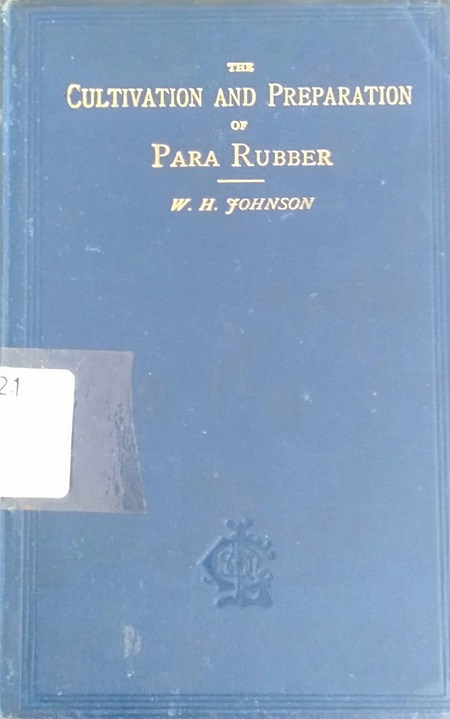 THE
CULTIVATION AND PREPARATION
OF
PARA RUBBER
W. H. JOHNSON
21